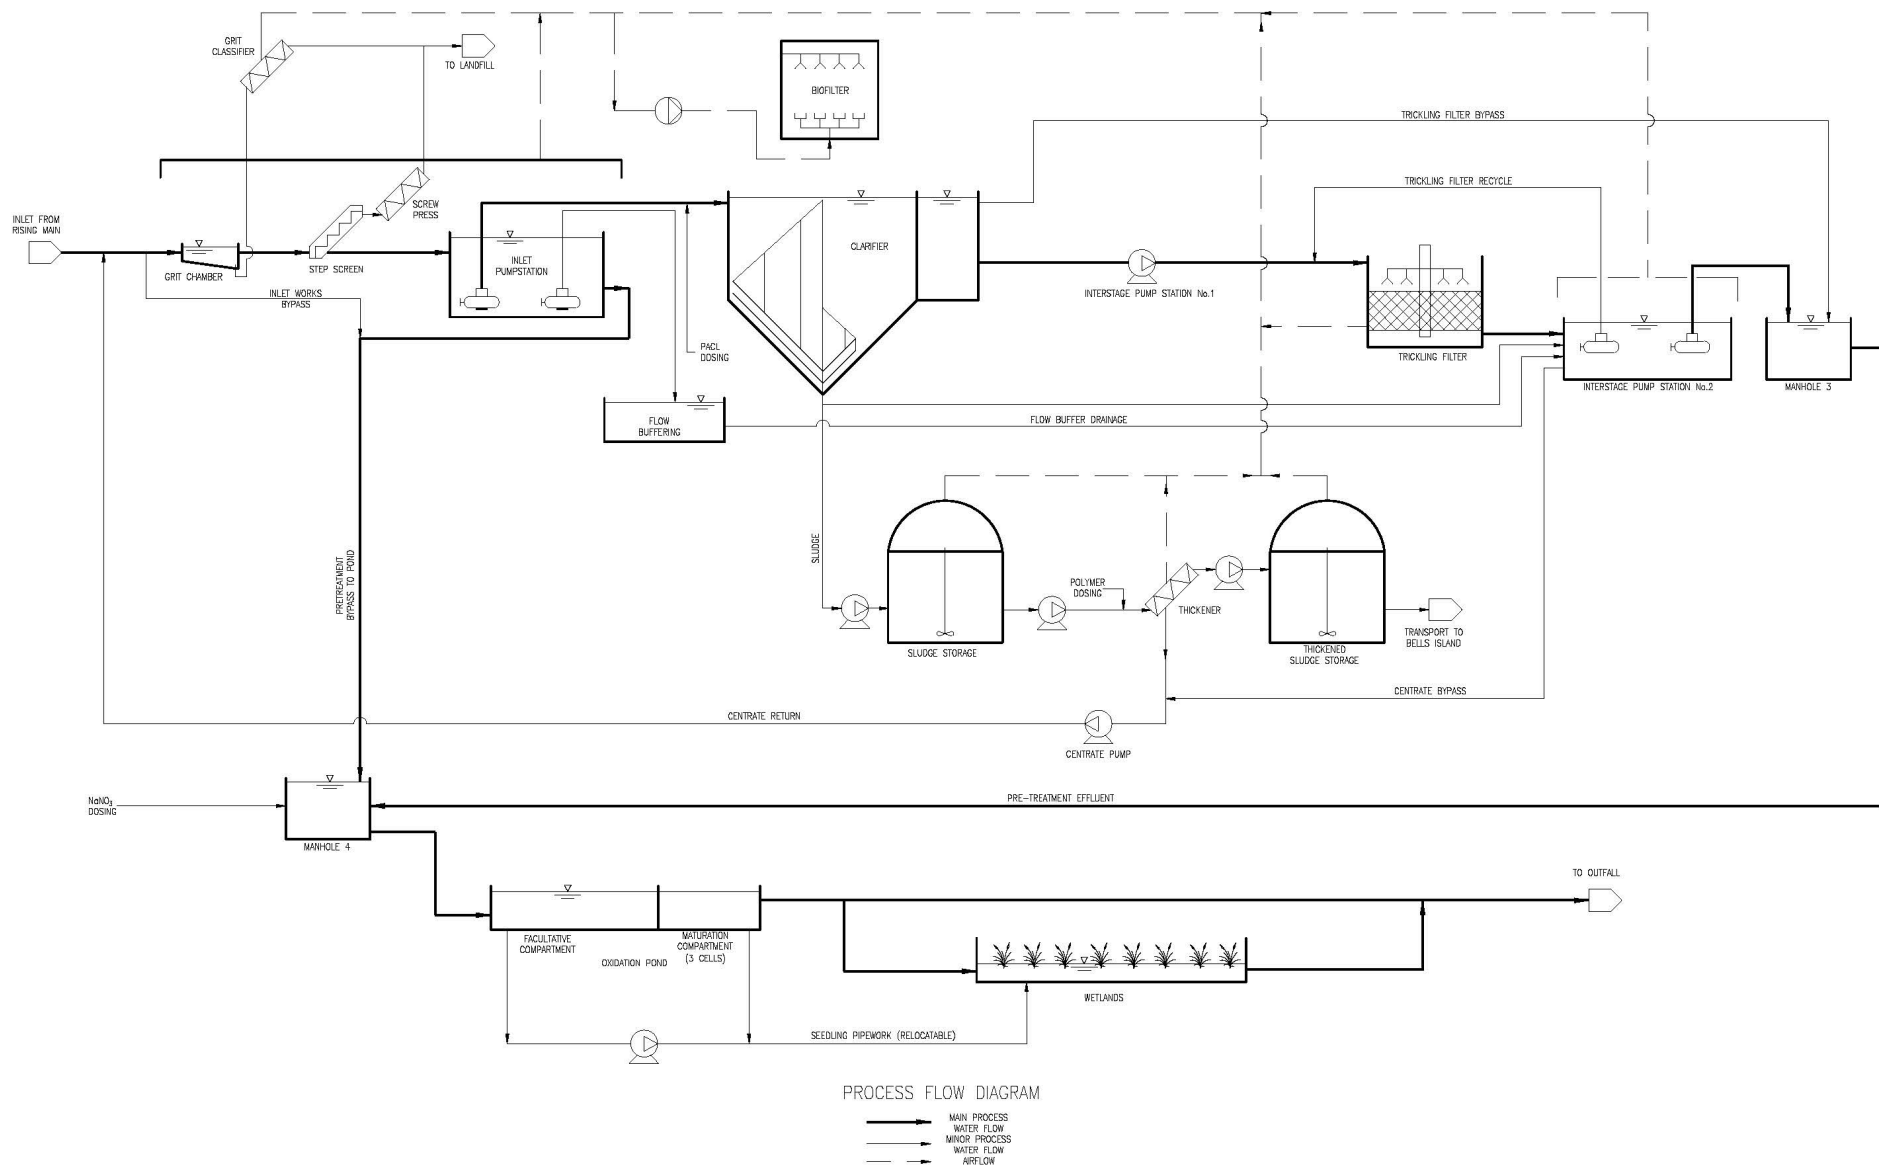 GRIT
CLASSIFIER
TO LANDFILL
BIOFILTER
TRICKLING FILTER BYPASS
TRICKLING FILTER RECYCLE
SCREW
PRESS
INLET FROM
RISING MAIN
GRIT CHAMBER
STEP SCREEN
INLET
PUMPSTATION
CLARIFIER
INLET WORKS
BYPASS
INTERSTAGE PUMP STATION No.1
PACL
DOSING
TRICKLING FILTER
INTERSTAGE PUMP STATION No.2
MANHOLE 3
FLOW
BUFFERING
FLOW BUFFER DRAINAGE
PRETREATMENT
BYPASS TO POND
SLUDGE
POLYMER
DOSING
THICKENER
SLUDGE STORAGE
THICKENED
SLUDGE STORAGE
TRANSPORT TO
BELLS ISLAND
CENTRATE BYPASS
CENTRATE RETURN
CENTRATE PUMP
NaNO₃
DOSING
PRE-TREATMENT EFFLUENT
MANHOLE 4
TO OUTFALL
FACULTATIVE
COMPARTMENT
OXIDATION POND
MATURATION
COMPARTMENT
(3 CELLS)
WETLANDS
SEEDLING PIPEWORK (RELOCATABLE)
PROCESS FLOW DIAGRAM
MAIN PROCESS
WATER FLOW
MINOR PROCESS
WATER FLOW
AIRFLOW